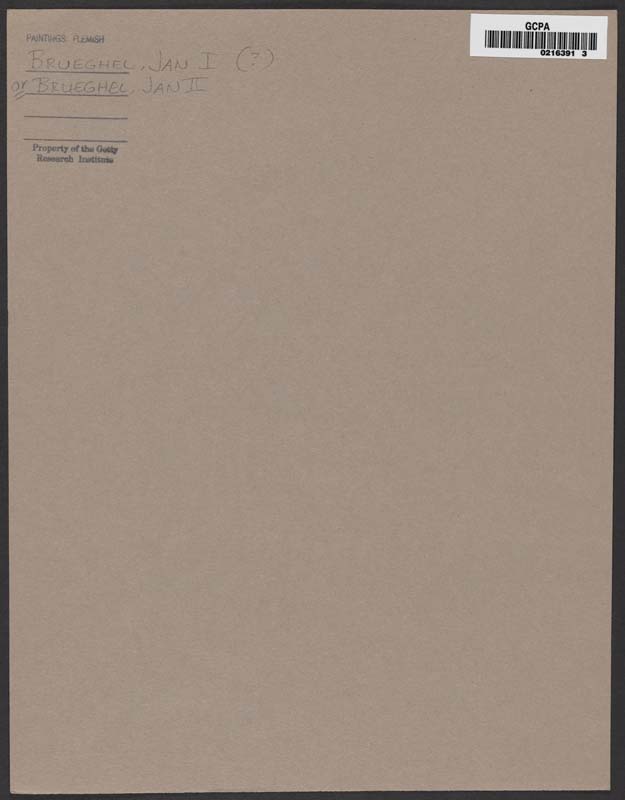 PAINTINGS: FLEMISH
BRUEGHEL, JAN I (?)
or BRUEGHEL, JAN II
Property of the Getty
Research Institute
GCPA
0216391 3